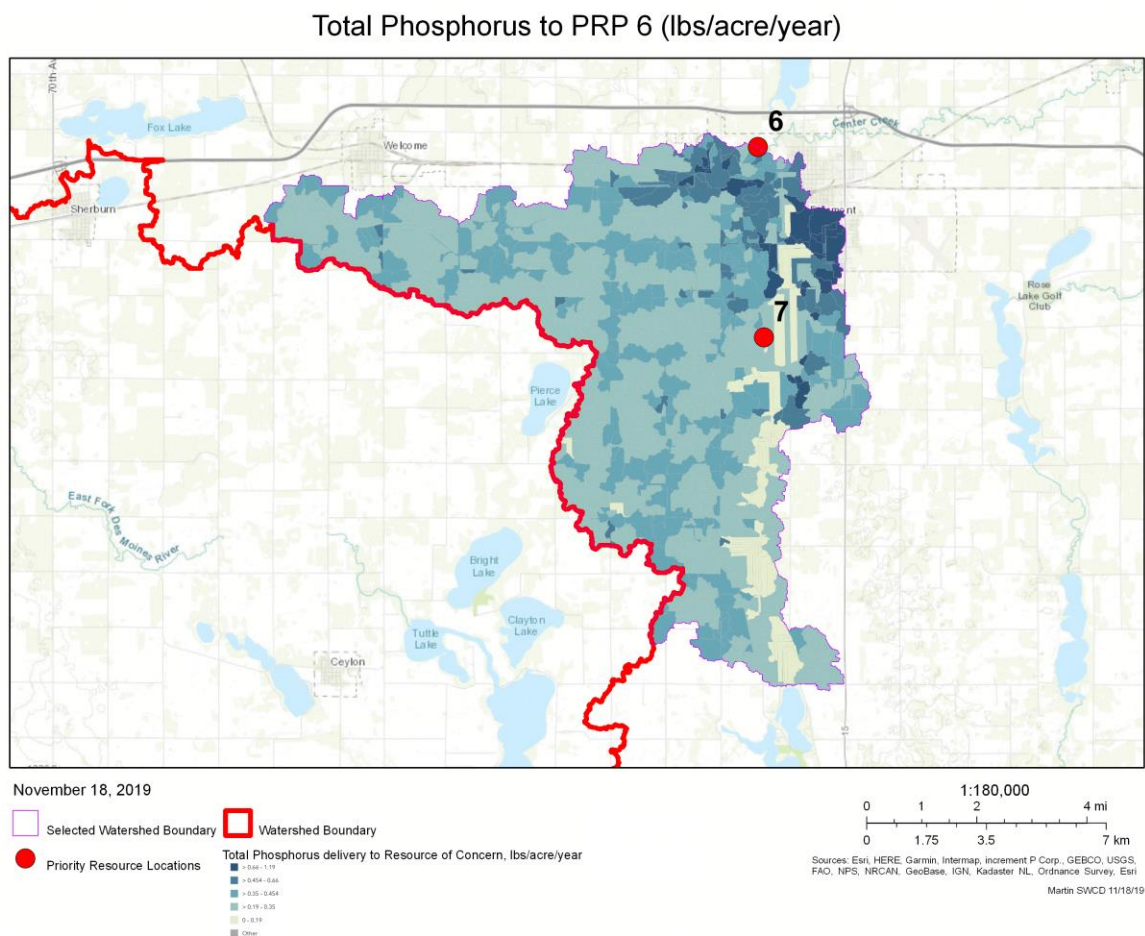 Total Phosphorus to PRP 6 (lbs/acre/year)
Fox Lake
Welcome
6
Center Creek
Sherburn
Rose
Lake Golf
Club
7
Pierce
Lake
East Fork Des Moines River
Bright
Lake
Clayton
Lake
Tuttle
Lake
Ceylon
15
November 18, 2019
1:180,000
0 1 2 4 mi
0 1.75 3.5 7 km
Selected Watershed Boundary
Watershed Boundary
Priority Resource Locations
Total Phosphorus delivery to Resource of Concern, lbs/acre/year
> 0.66 - 1.19
> 0.454 - 0.66
> 0.35 - 0.454
> 0.19 - 0.35
0 - 0.19
Other
Sources: Esri, HERE, Garmin, Intermap, increment P Corp., GEBCO, USGS,
FAO, NPS, NRCAN, GeoBase, IGN, Kadaster NL, Ordnance Survey, Esri
Martin SWCD 11/18/19